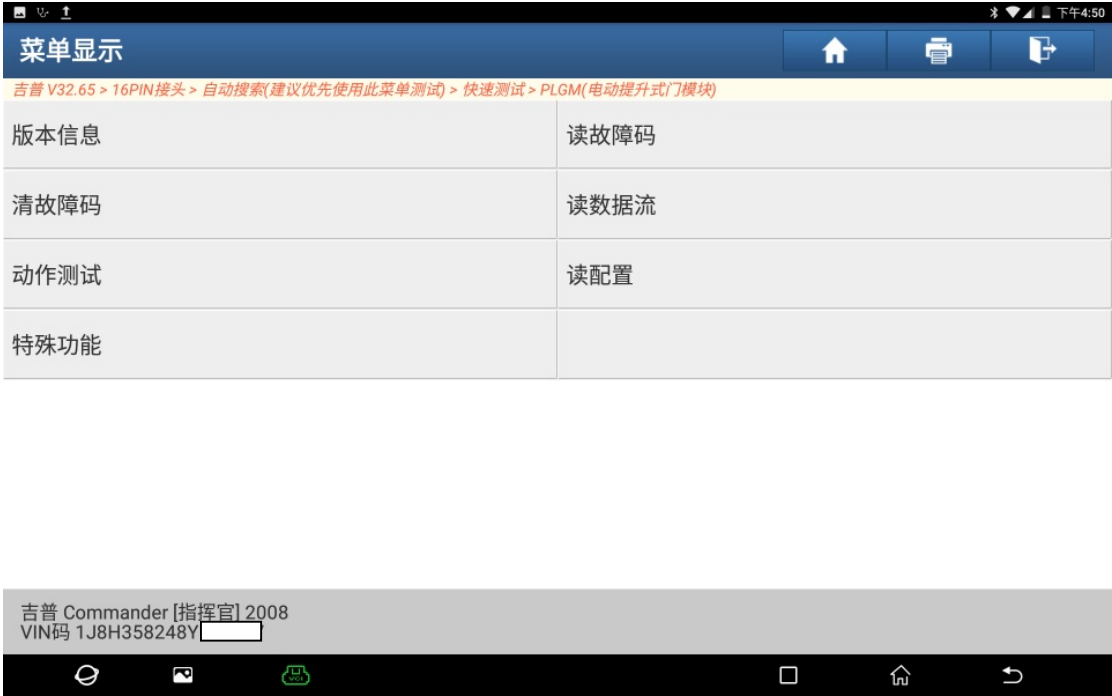 下午4:50
菜单显示
吉普 V32.65 > 16PIN接头 > 自动搜索(建议优先使用此菜单测试) > 快速测试 > PLGM(电动提升式门模块)
版本信息
读故障码
清故障码
读数据流
动作测试
读配置
特殊功能
吉普 Commander [指挥官] 2008
VIN码 1J8H358248Y
VCI